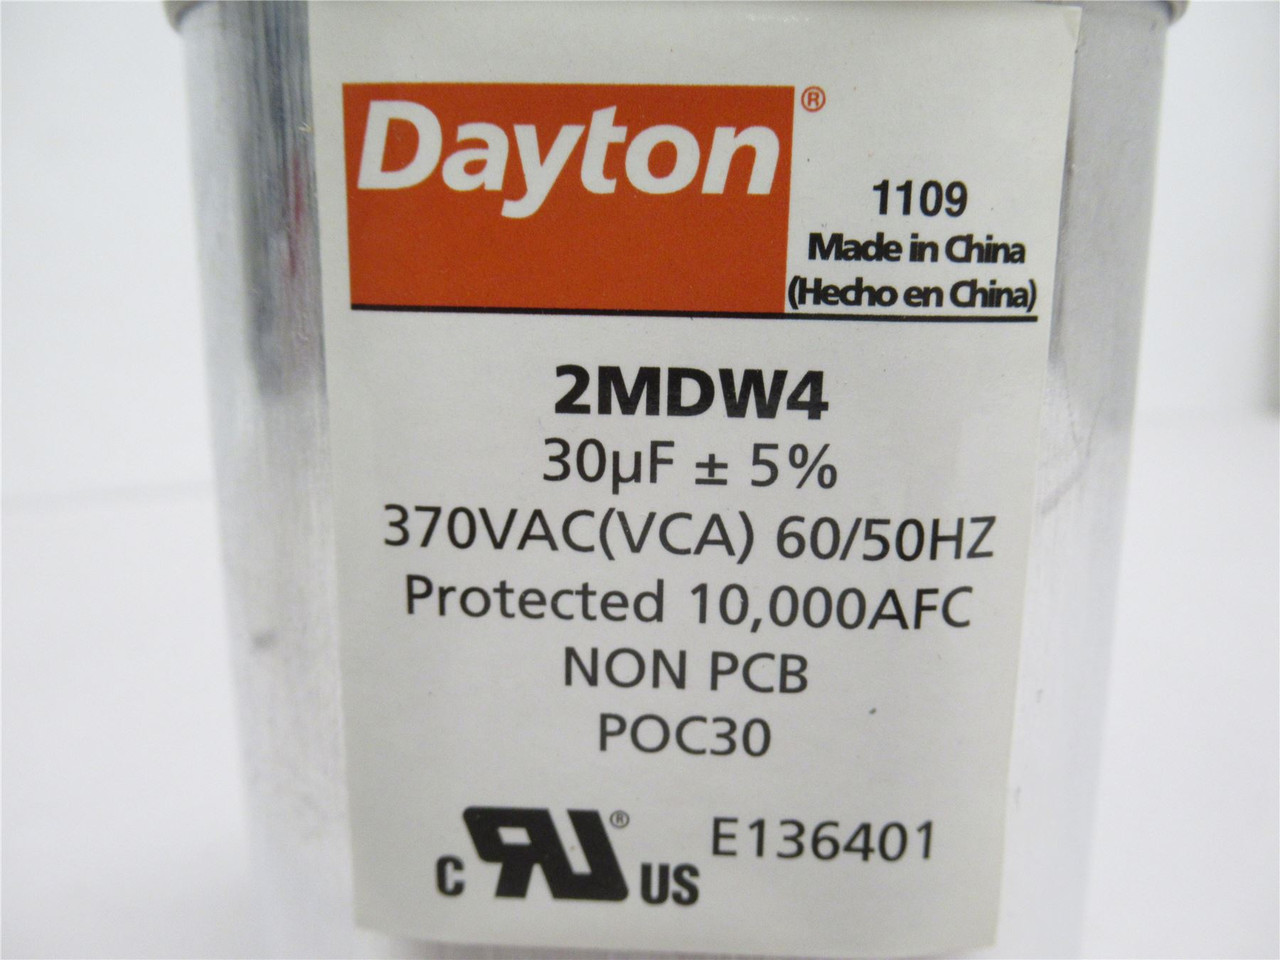 Dayton®
1109
Made in China
(Hecho en China)
2MDW4
30µF ± 5%
370VAC(VCA) 60/50HZ
Protected 10,000AFC
NON PCB
POC30
C RU® US E136401